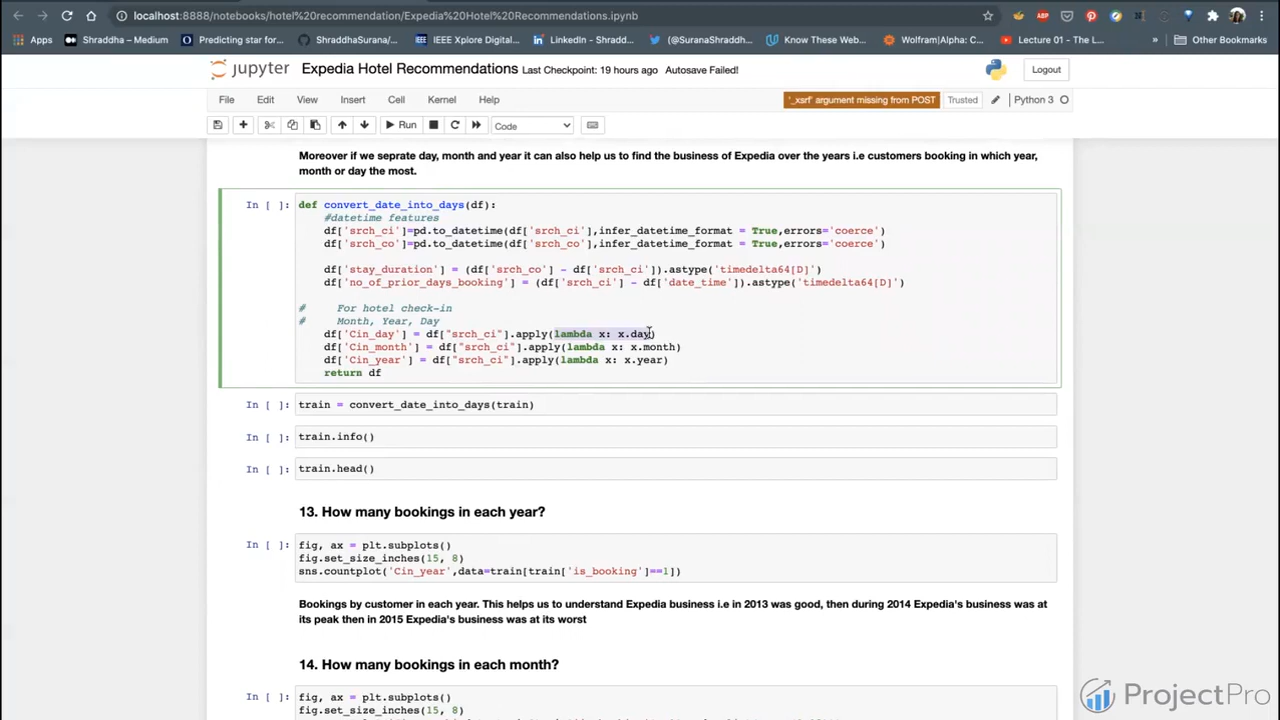 localhost:8888/notebooks/hotel%20recommendation/Expedia%20Hotel%20Recommendations.ipynb
ABP
Apps
Shraddha – Medium
Predicting star for...
ShraddhaSurana/...
IEEE Xplore Digital...
LinkedIn - Shradd...
(@SuranaShraddh...
Know These Web...
Wolfram|Alpha: C...
Lecture 01 - The L...
»
Other Bookmarks
jupyter Expedia Hotel Recommendations Last Checkpoint: 19 hours ago Autosave Failed!
Logout
File Edit View Insert Cell Kernel Help
'_xsrf' argument missing from POST
Trusted
Python 3
Run
Code
Moreover if we seprate day, month and year it can also help us to find the business of Expedia over the years i.e customers booking in which year,
month or day the most.
In [ ]: def convert_date_into_days(df):
#datetime features
df['srch_ci']=pd.to_datetime(df['srch_ci'],infer_datetime_format = True,errors='coerce')
df['srch_co']=pd.to_datetime(df['srch_co'],infer_datetime_format = True,errors='coerce')
df['stay_duration'] = (df['srch_co'] - df['srch_ci']).astype('timedelta64[D]')
df['no_of_prior_days_booking'] = (df['srch_ci'] - df['date_time']).astype('timedelta64[D]')
# For hotel check-in
# Month, Year, Day
df['Cin_day'] = df["srch_ci"].apply(lambda x: x.day)
df['Cin_month'] = df["srch_ci"].apply(lambda x: x.month)
df['Cin_year'] = df["srch_ci"].apply(lambda x: x.year)
return df
In [ ]: train = convert_date_into_days(train)
In [ ]: train.info()
In [ ]: train.head()
13. How many bookings in each year?
In [ ]: fig, ax = plt.subplots()
fig.set_size_inches(15, 8)
sns.countplot('Cin_year',data=train[train['is_booking']==1])
Bookings by customer in each year. This helps us to understand Expedia business i.e in 2013 was good, then during 2014 Expedia's business was at
its peak then in 2015 Expedia's business was at its worst
14. How many bookings in each month?
In [ ]: fig, ax = plt.subplots()
fig.set_size_inches(15, 8)
ProjectPro